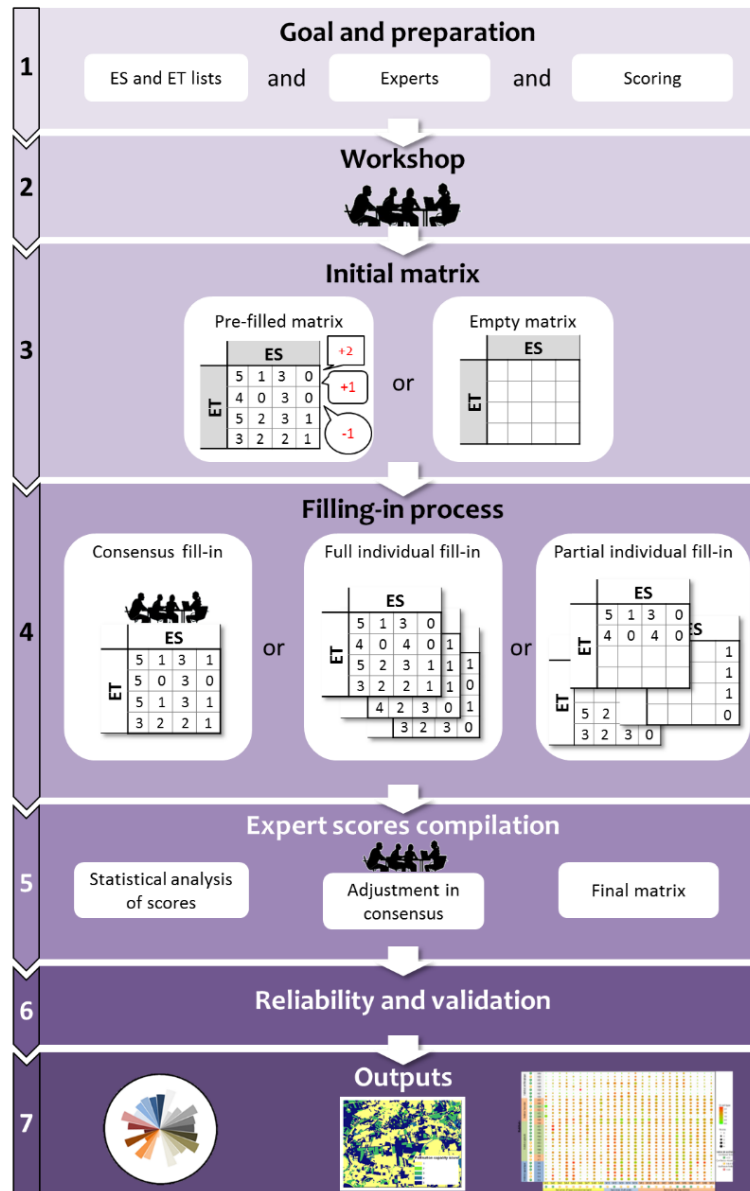 1
Goal and preparation
ES and ET lists and Experts and Scoring
2
Workshop
3
Initial matrix
Pre-filled matrix
ES
ET
5 1 3 0
4 0 3 0
5 2 3 1
3 2 2 1
+2
+1
-1
or
Empty matrix
ES
ET
4
Filling-in process
Consensus fill-in
ES
ET
5 1 3 1
5 0 3 0
5 1 3 1
3 2 2 1
or
Full individual fill-in
ES
ET
5 1 3 0
4 0 4 0 1
5 2 3 1 1 1
3 2 2 1 1 0
4 2 3 0 1
3 2 3 0
or
Partial individual fill-in
ES
ET
5 1 3 0
4 0 4 0
ES
1
1
1
0
ET
5 2
3 2 3 0
5
Expert scores compilation
Statistical analysis
of scores
Adjustment in
consensus
Final matrix
6
Reliability and validation
7
Outputs